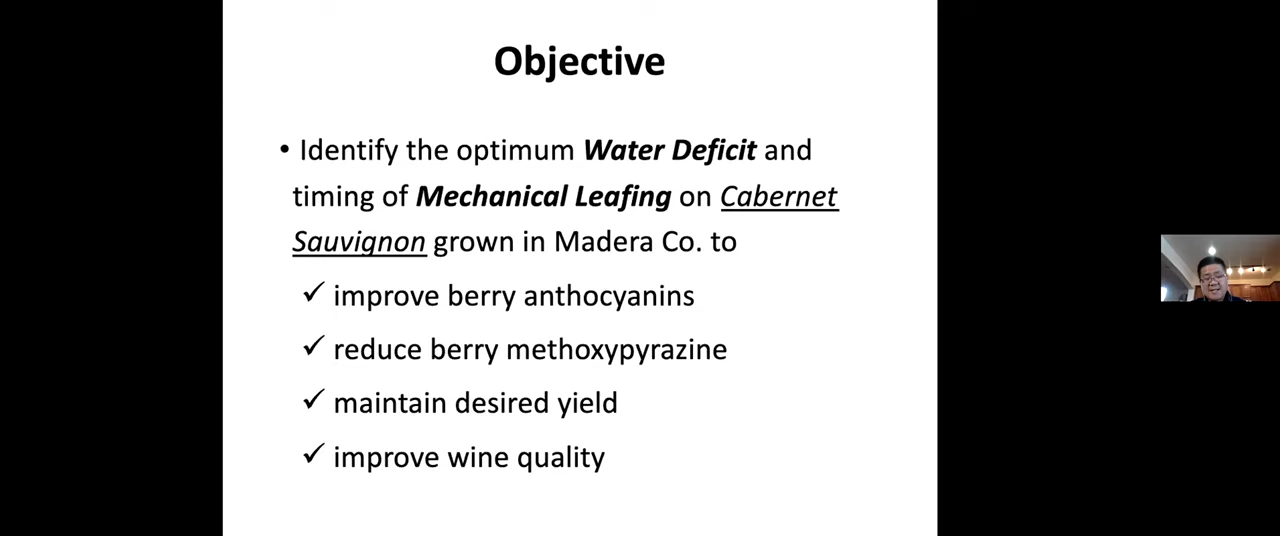 Objective
• Identify the optimum Water Deficit and
timing of Mechanical Leafing on Cabernet
Sauvignon grown in Madera Co. to
✓ improve berry anthocyanins
✓ reduce berry methoxypyrazine
✓ maintain desired yield
✓ improve wine quality